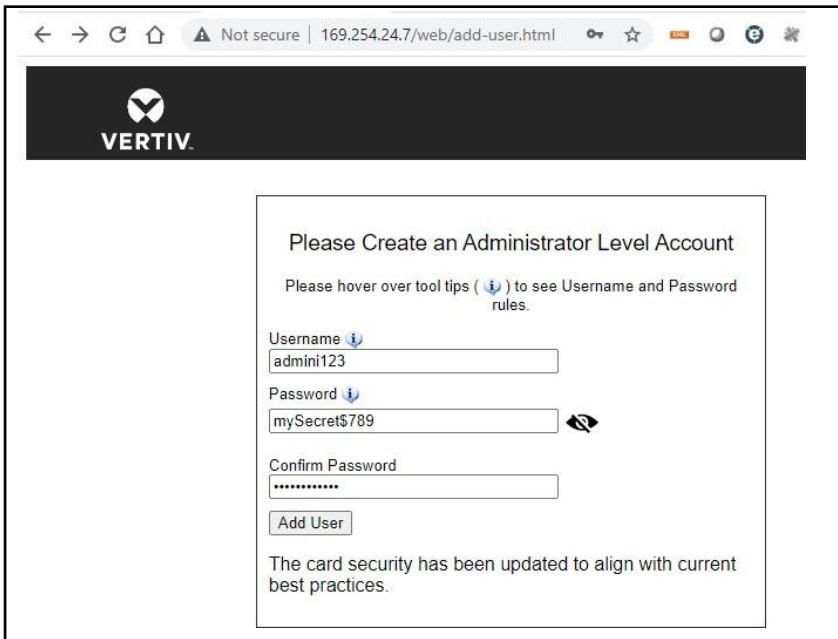 Not secure | 169.254.24.7/web/add-user.html
VERTIV™
Please Create an Administrator Level Account
Please hover over tool tips ( i ) to see Username and Password
rules.
Username i
admini123
Password i
mySecret$789
Confirm Password
••••••••••••
Add User
The card security has been updated to align with current
best practices.